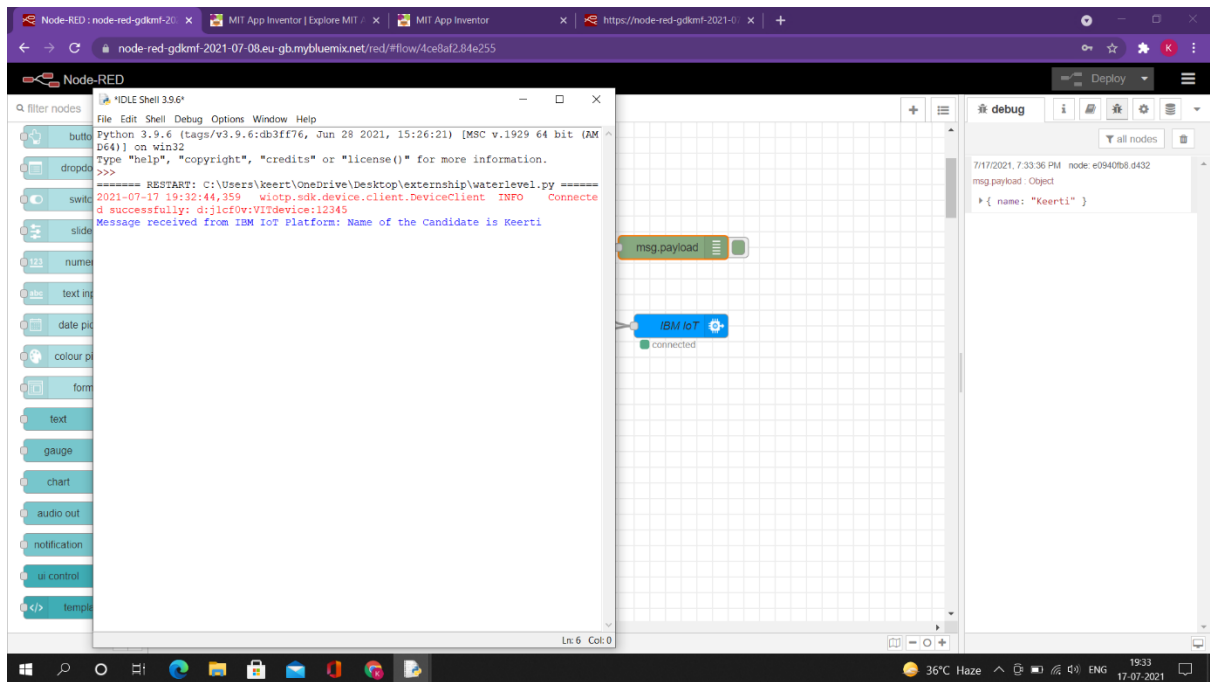 Node-RED : node-red-gdkmf-20
MIT App Inventor | Explore MIT A
MIT App Inventor
https://node-red-gdkmf-2021-07
node-red-gdkmf-2021-07-08.eu-gb.mybluemix.net/red/#flow/4ce8af2.84e255
K
Node-RED
Deploy
filter nodes
*IDLE Shell 3.9.6*
File Edit Shell Debug Options Window Help
Python 3.9.6 (tags/v3.9.6:db3ff76, Jun 28 2021, 15:26:21) [MSC v.1929 64 bit (AM
D64)] on win32
Type "help", "copyright", "credits" or "license()" for more information.
>>>
======= RESTART: C:\Users\keert\OneDrive\Desktop\externship\waterlevel.py ======
2021-07-17 19:32:44,359   wiotp.sdk.device.client.DeviceClient  INFO    Connecte
d successfully: d:j1cf0v:VITdevice:12345
Message received from IBM IoT Platform: Name of the Candidate is Keerti
Ln: 6 Col: 0
butto
dropdo
switc
slide
123 nume
abc text inp
date pic
colour pi
form
text
gauge
chart
audio out
notification
ui control
</> templa
msg.payload
IBM IoT
connected
debug
i
all nodes
7/17/2021, 7:33:36 PM node: e0940fb8.d432
msg.payload : Object
{ name: "Keerti" }
36°C Haze
ENG
19:33
17-07-2021